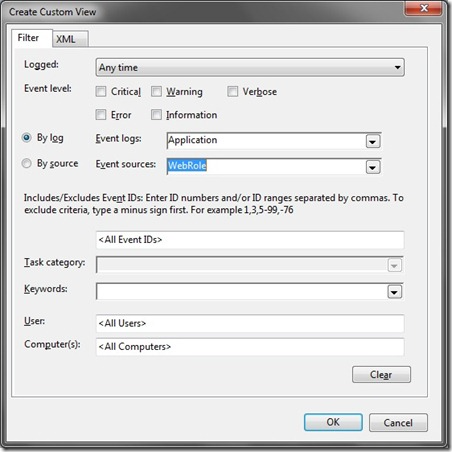 Create Custom View
Filter XML
Logged: Any time
Event level: Critical Warning Verbose
Error Information
By log Event logs: Application
By source Event sources: WebRole
Includes/Excludes Event IDs: Enter ID numbers and/or ID ranges separated by commas. To
exclude criteria, type a minus sign first. For example 1,3,5-99,-76
<All Event IDs>
Task category:
Keywords:
User: <All Users>
Computer(s): <All Computers>
Clear
OK Cancel